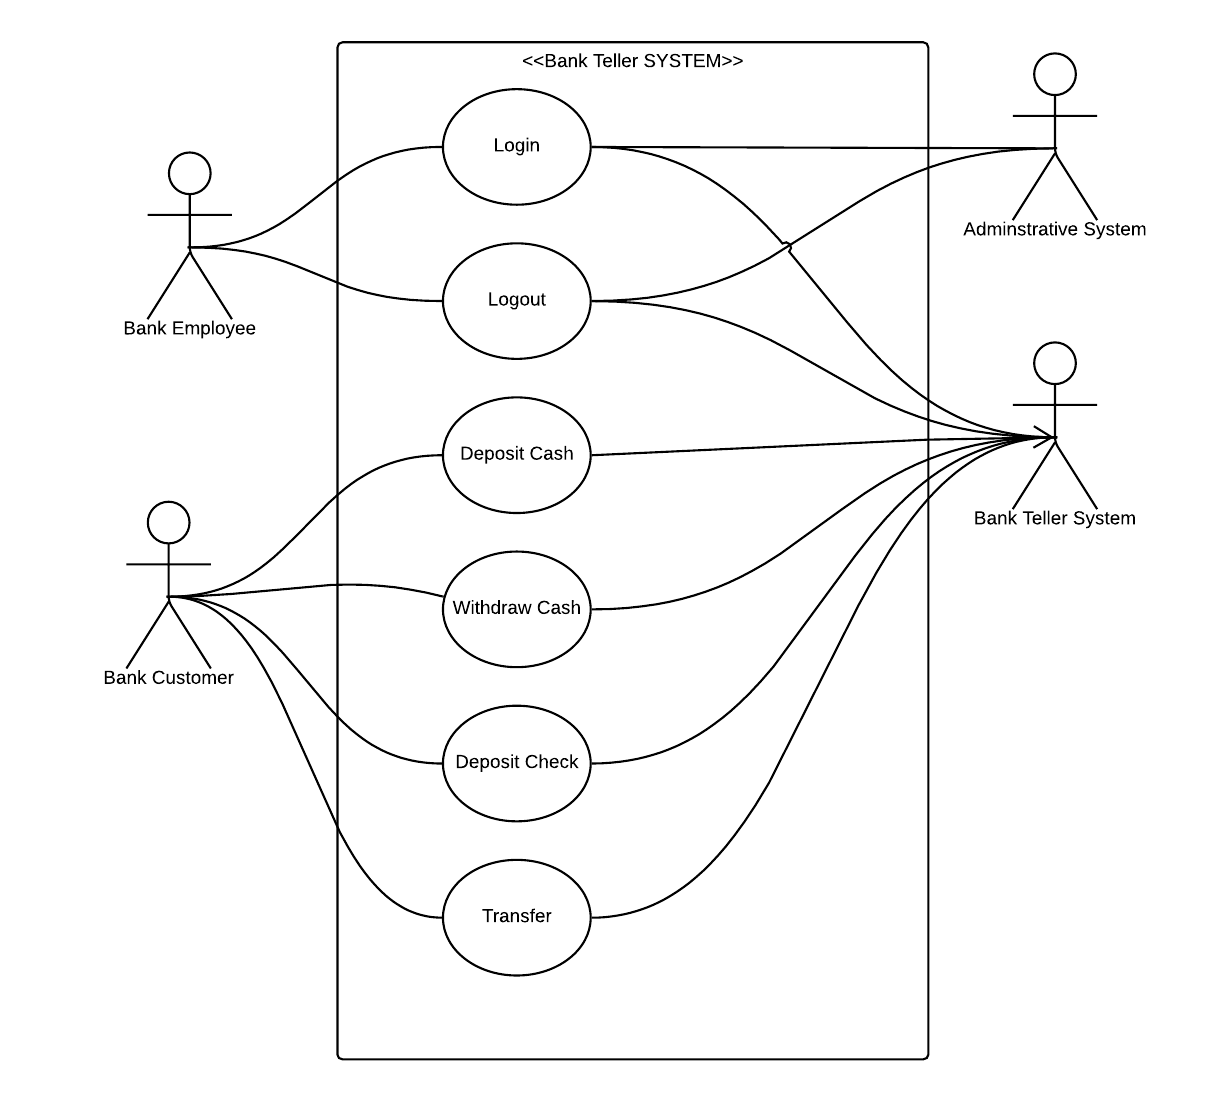 <<Bank Teller SYSTEM>>
Login
Adminstrative System
Bank Employee
Logout
Deposit Cash
Bank Teller System
Withdraw Cash
Bank Customer
Deposit Check
Transfer